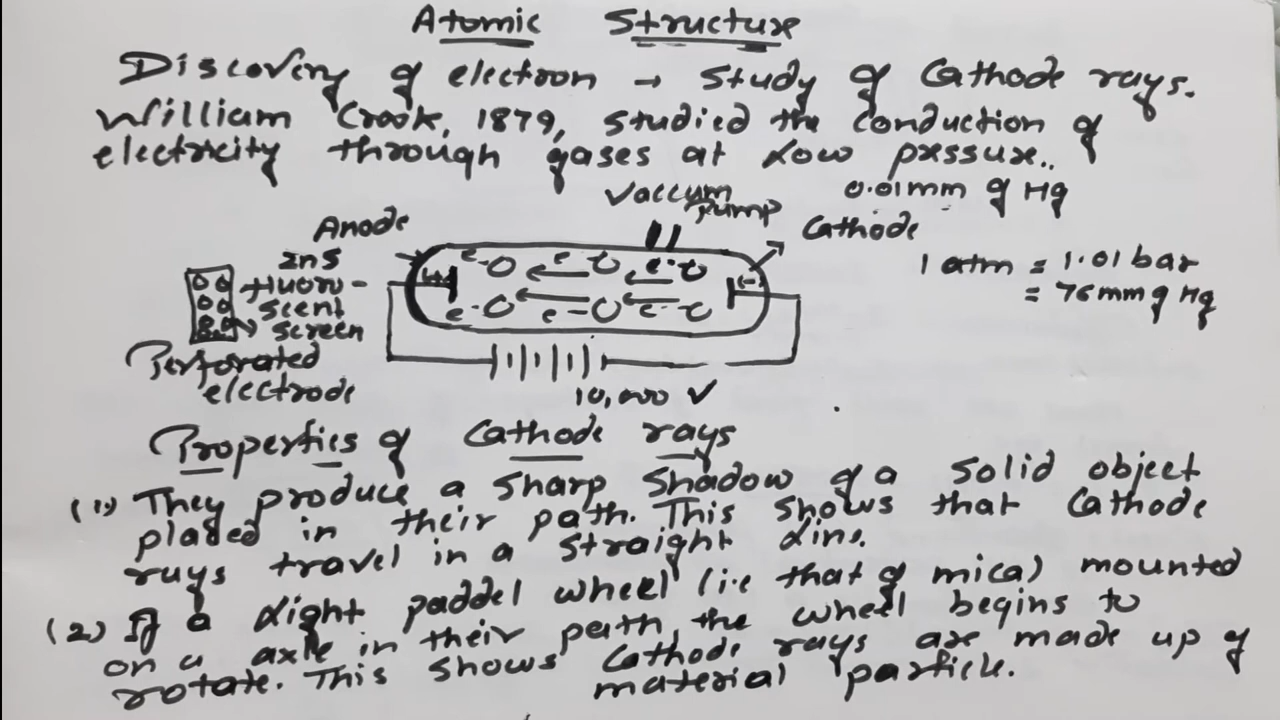 Atomic Structure
Discovery of electron → Study of Cathode rays.
William Crook, 1879, studied the conduction of
electricity through gases at low pressure..
Vaccum
pump
0.01mm of Hg
Anode
Cathode
ZnS
fluoro-
scent
screen
1 atm = 1.01 bar
= 76 mm of Hg
e- e- e-
e- e- e-
Perforated
electrode
10,000 V
Properties of Cathode rays
(1) They produce a sharp shadow of a solid object
placed in their path. This shows that Cathode
rays travel in a straight line.
(2) If a light paddel wheel (i.e that of mica) mounted
on a axle in their path, the wheel begins to
rotate. This shows Cathode rays are made up of
material particle.